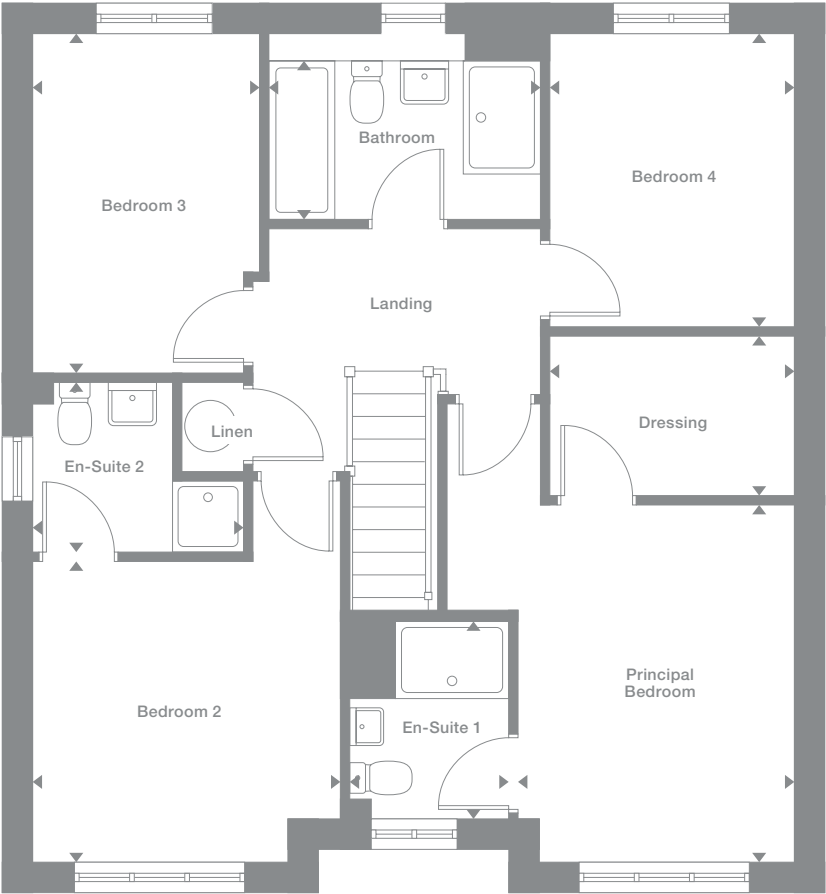 Bathroom
Bedroom 4
Bedroom 3
Landing
Dressing
Linen
En-Suite 2
Principal
Bedroom
Bedroom 2
En-Suite 1